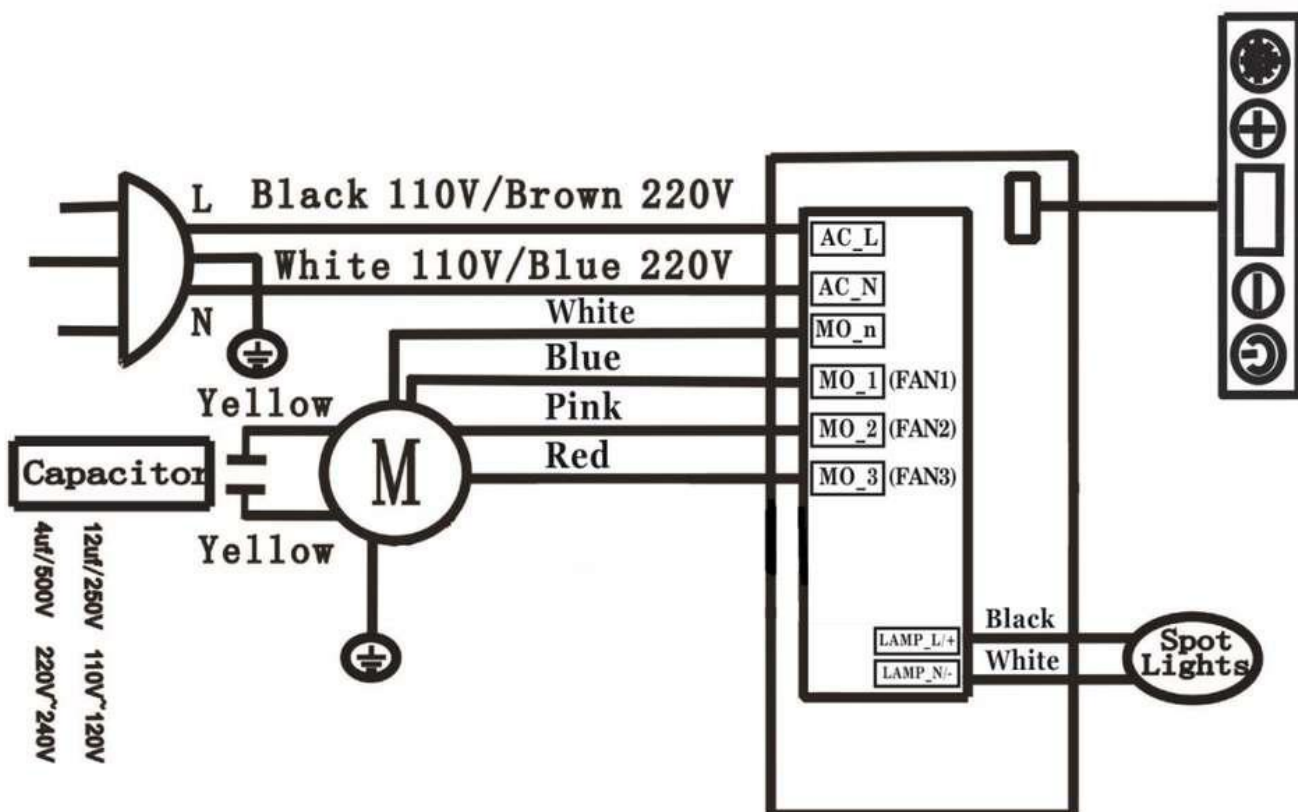 L
Black 110V/Brown 220V
White 110V/Blue 220V
N
White
Blue
Pink
Red
Yellow
Capacitor
M
Yellow
12uf/250V 110V~120V
4uf/500V 220V~240V
AC_L
AC_N
MO_n
MO_1 (FAN1)
MO_2 (FAN2)
MO_3 (FAN3)
LAMP_L/+
LAMP_N/-
Black
White
Spot
Lights